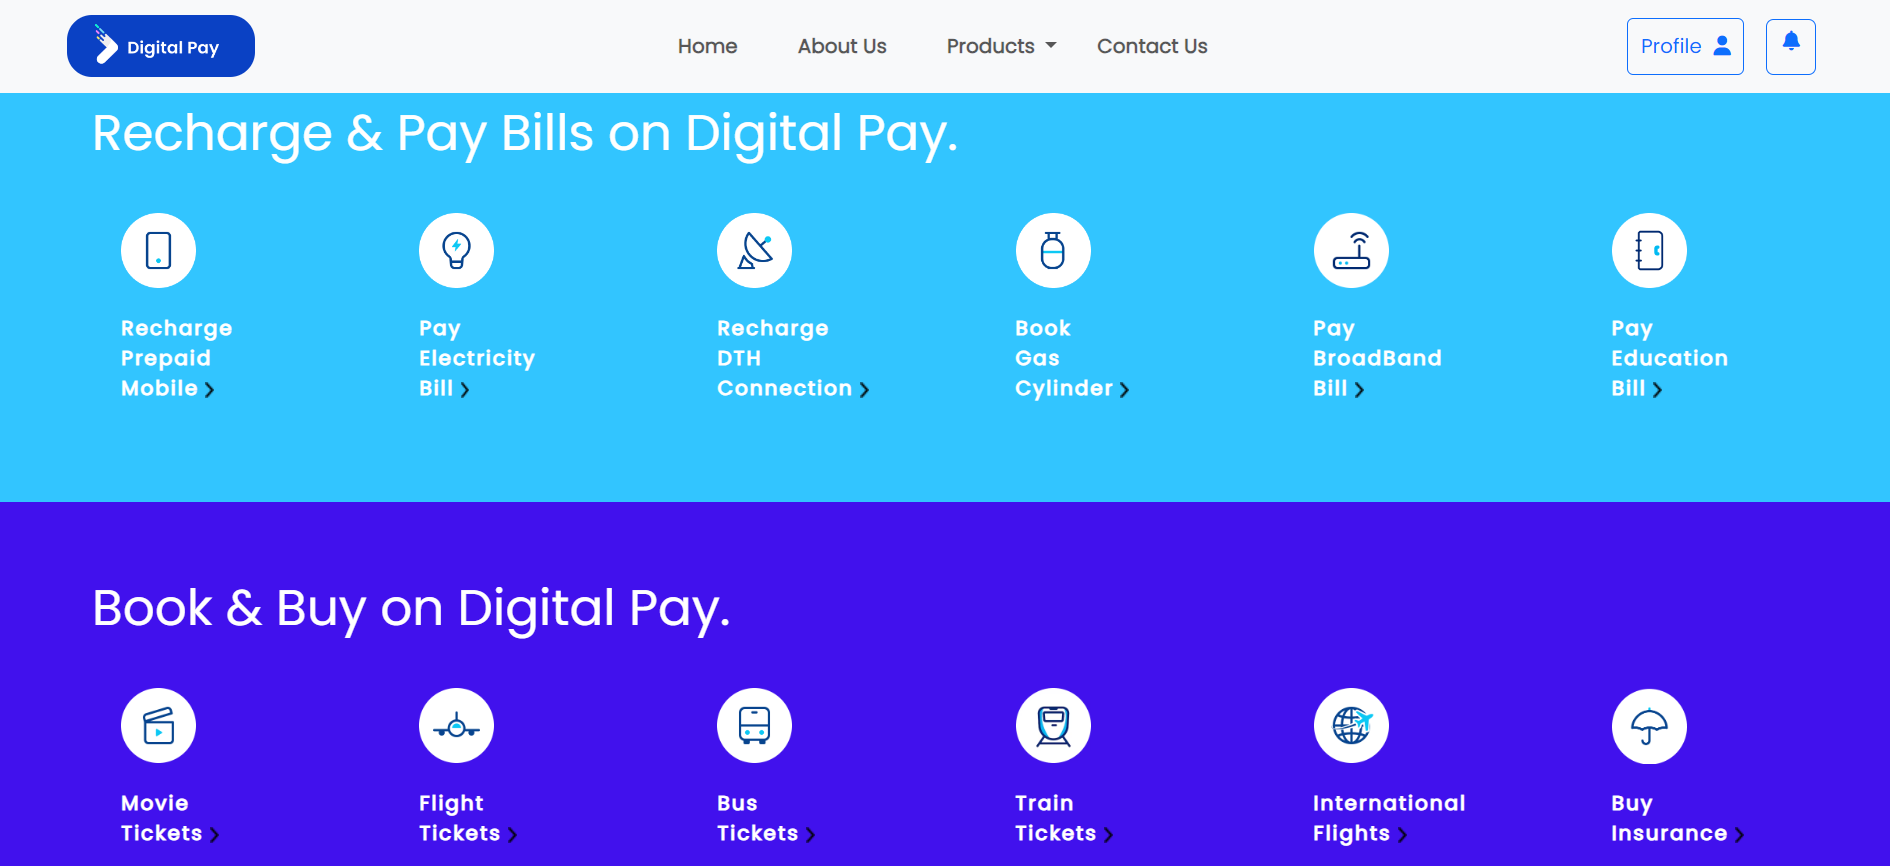 Digital Pay
Home
About Us
Products
Contact Us
Profile
Recharge & Pay Bills on Digital Pay.
Recharge
Prepaid
Mobile
Pay
Electricity
Bill
Recharge
DTH
Connection
Book
Gas
Cylinder
Pay
BroadBand
Bill
Pay
Education
Bill
Book & Buy on Digital Pay.
Movie
Tickets
Flight
Tickets
Bus
Tickets
Train
Tickets
International
Flights
Buy
Insurance